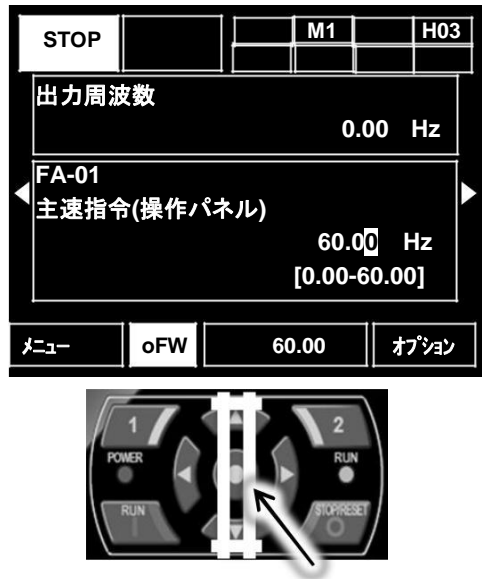 STOP
M1
H03
出力周波数
0.00 Hz
FA-01
主速指令(操作パネル)
60.00 Hz
[0.00-60.00]
メニュー
oFW
60.00
オプション
1
2
POWER
RUN
RUN
STOP/RESET